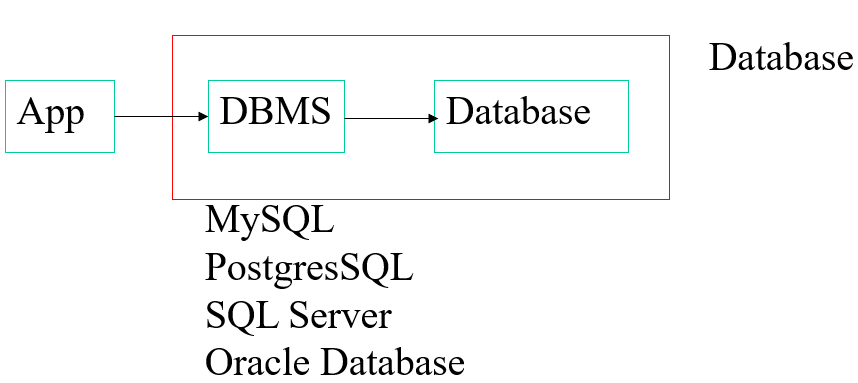 Database
App
DBMS
Database
MySQL
PostgresSQL
SQL Server
Oracle Database